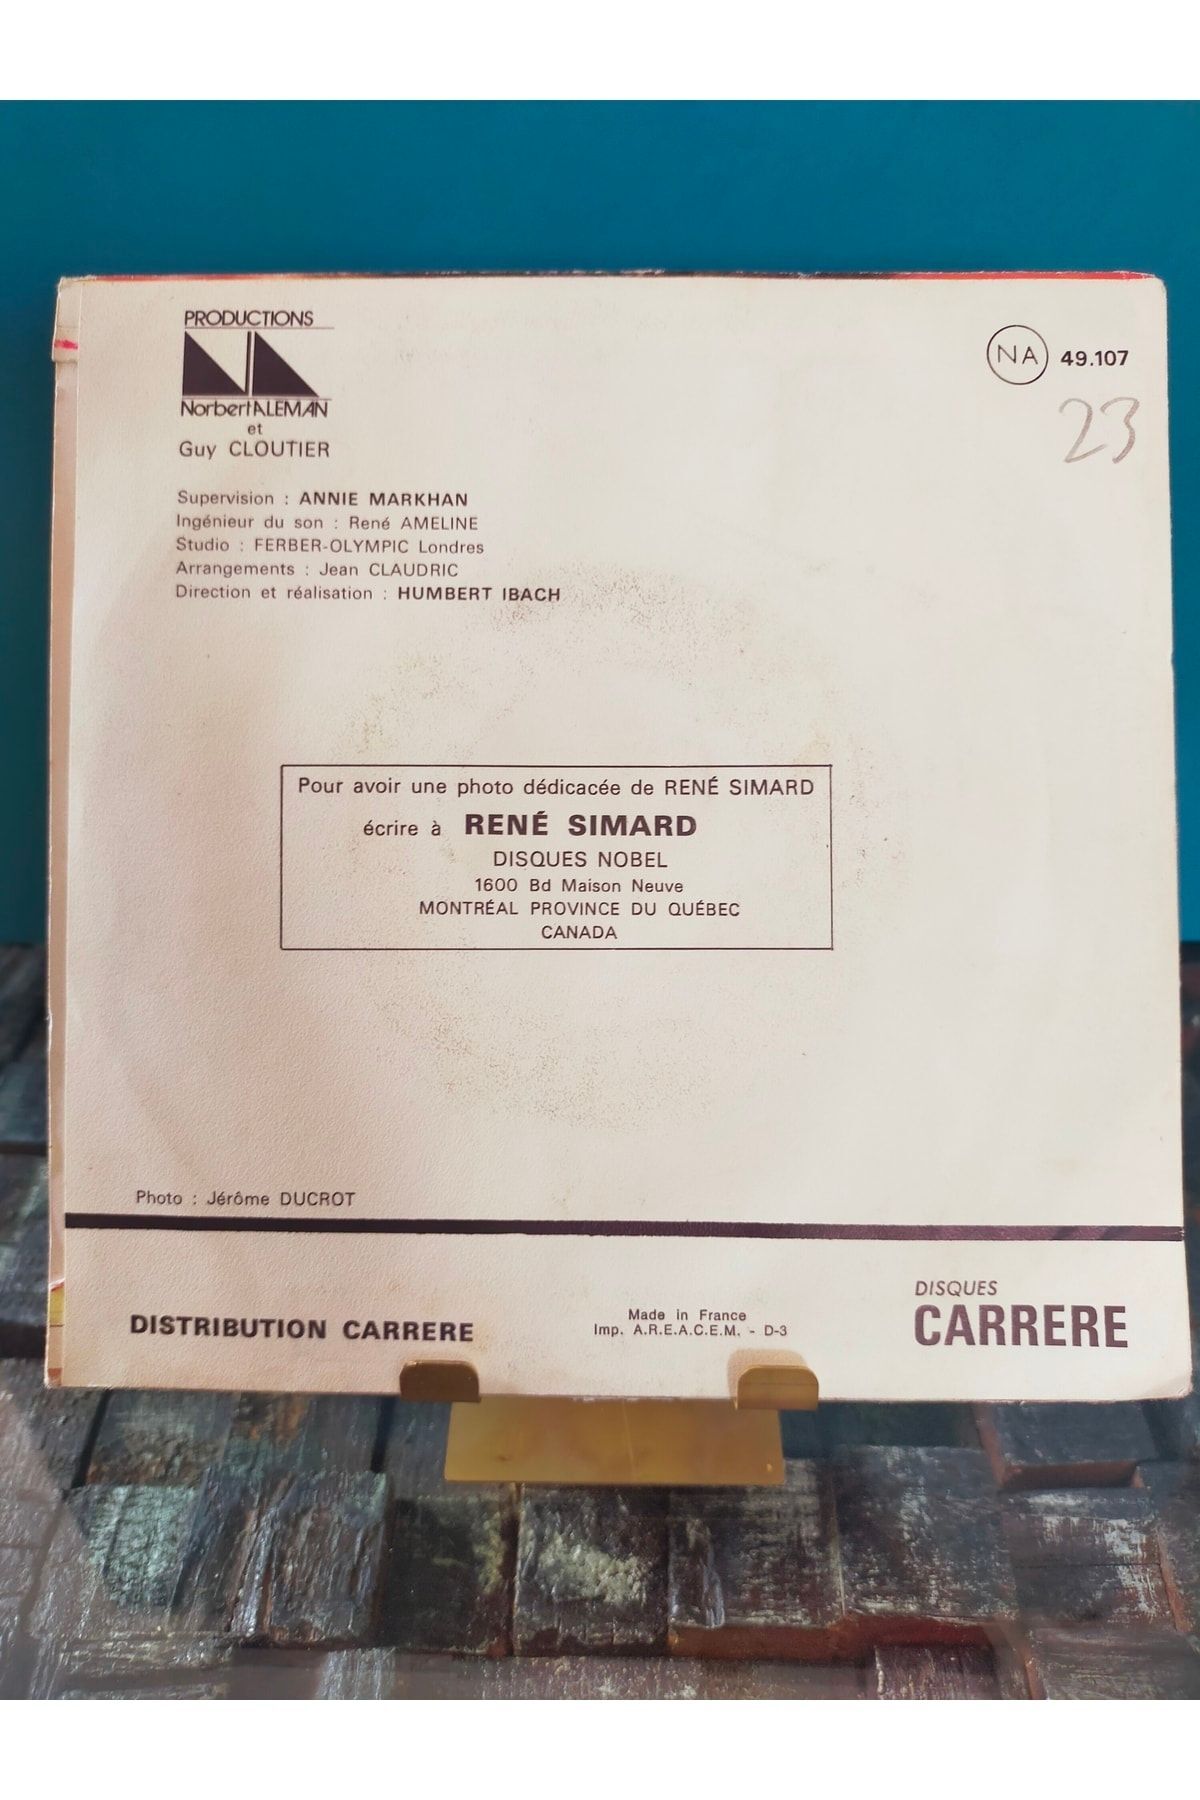 PRODUCTIONS
NA
Norbert ALEMAN
et
Guy CLOUTIER
NA 49.107
23
Supervision : ANNIE MARKHAN
Ingénieur du son : René AMELINE
Studio : FERBER-OLYMPIC Londres
Arrangements : Jean CLAUDRIC
Direction et réalisation : HUMBERT IBACH
Pour avoir une photo dédicacée de RENÉ SIMARD
écrire à RENÉ SIMARD
DISQUES NOBEL
1600 Bd Maison Neuve
MONTRÉAL PROVINCE DU QUÉBEC
CANADA
Photo : Jérôme DUCROT
DISTRIBUTION CARRERE
Made in France
Imp. A.R.E.A.C.E.M. - D-3
DISQUES
CARRERE